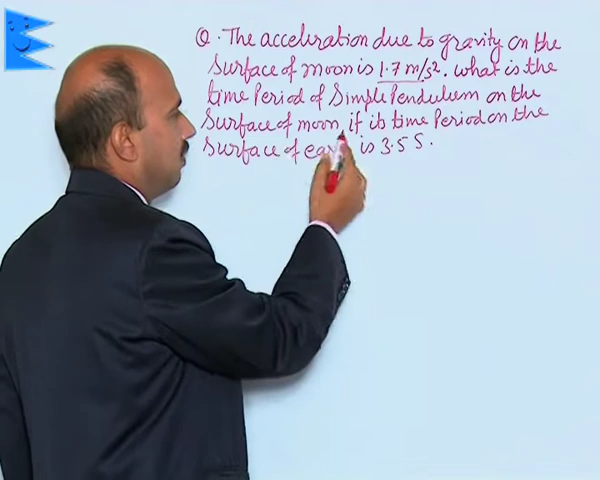 Q. The acceleration due to gravity on the
surface of moon is 1.7 m/s². what is the
time Period of Simple Pendulum on the
Surface of moon, if its time Period on the
Surface of is 3.5 S.